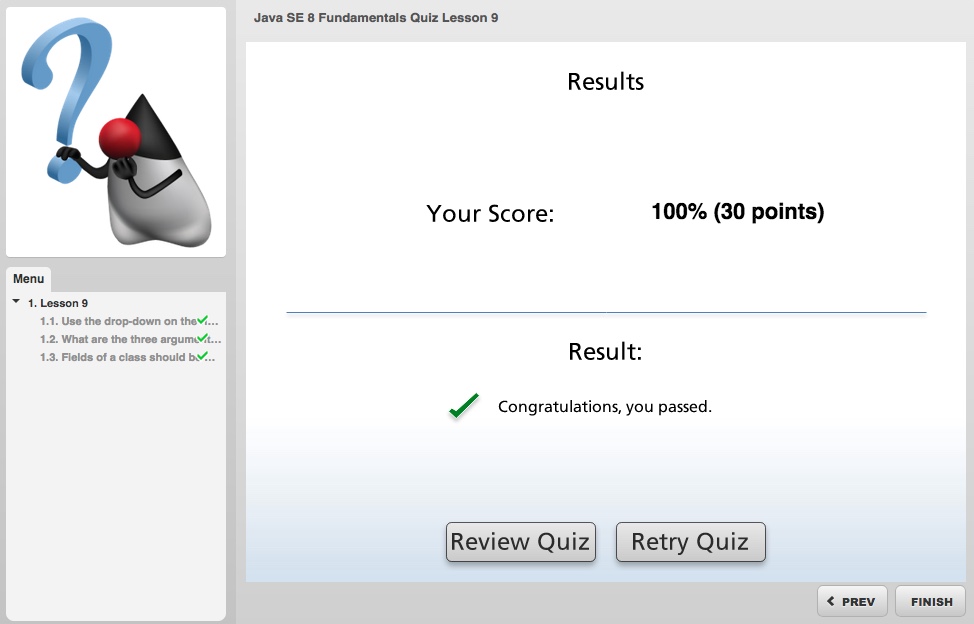 Java SE 8 Fundamentals Quiz Lesson 9
Results
Your Score: 100% (30 points)
Result:
Congratulations, you passed.
Review Quiz Retry Quiz
PREV FINISH
Menu
1. Lesson 9
1.1. Use the drop-down on the ...
1.2. What are the three ...
1.3. Fields of a class should ...